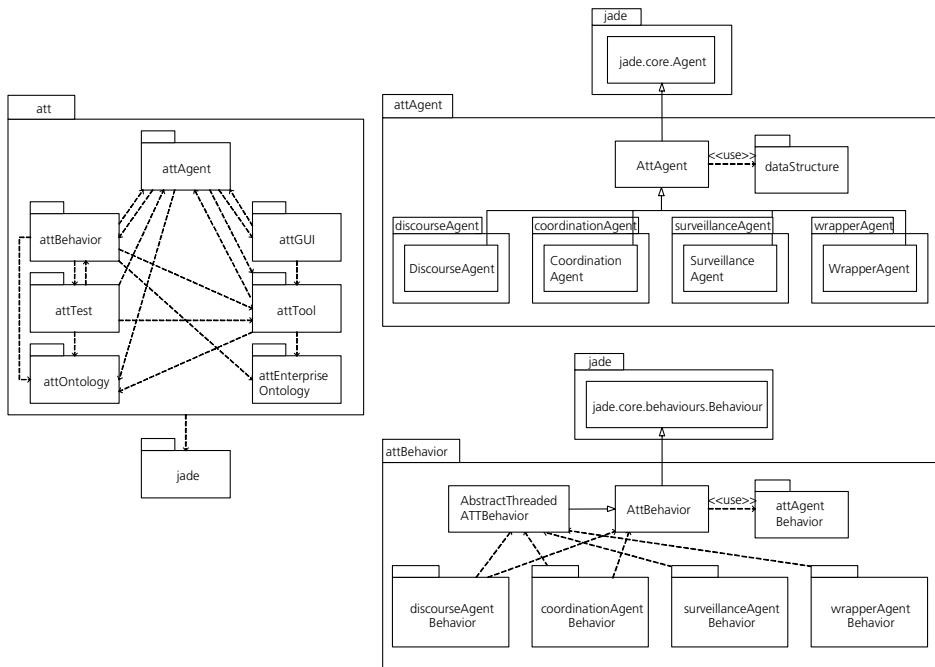 att
attAgent
attBehavior
attGUI
attTest
attTool
attOntology
attEnterprise
Ontology
jade
jade
jade.core.Agent
attAgent
AttAgent
<<use>>
dataStructure
discourseAgent
coordinationAgent
surveillanceAgent
wrapperAgent
DiscourseAgent
Coordination
Agent
Surveillance
Agent
WrapperAgent
jade
jade.core.behaviours.Behaviour
attBehavior
AbstractThreaded
ATTBehavior
AttBehavior
<<use>>
attAgent
Behavior
discourseAgent
Behavior
coordinationAgent
Behavior
surveillanceAgent
Behavior
wrapperAgent
Behavior